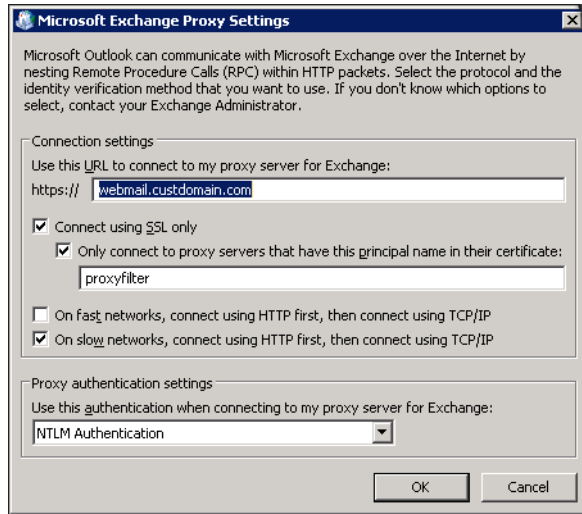 Microsoft Exchange Proxy Settings
Microsoft Outlook can communicate with Microsoft Exchange over the Internet by
nesting Remote Procedure Calls (RPC) within HTTP packets. Select the protocol and the
identity verification method that you want to use. If you don't know which options to
select, contact your Exchange Administrator.
Connection settings
Use this URL to connect to my proxy server for Exchange:
https:// webmail.custdomain.com
Connect using SSL only
Only connect to proxy servers that have this principal name in their certificate:
proxyfilter
On fast networks, connect using HTTP first, then connect using TCP/IP
On slow networks, connect using HTTP first, then connect using TCP/IP
Proxy authentication settings
Use this authentication when connecting to my proxy server for Exchange:
NTLM Authentication
OK Cancel